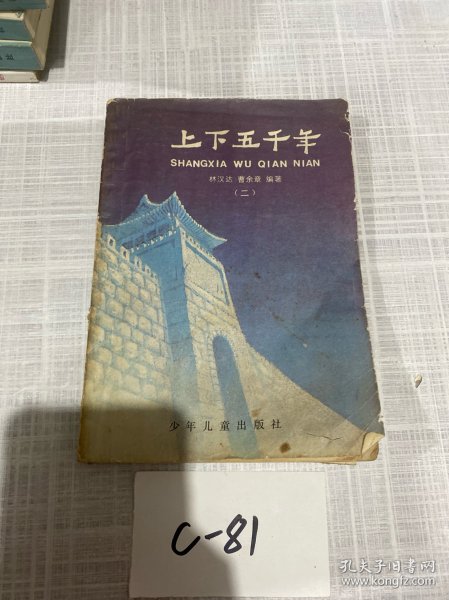 上下五千年
SHANGXIA WU QIAN NIAN
林汉达 曹余章 编著
(二)
少年儿童出版社
C-81
孔夫子旧书网
www.kongfz.com